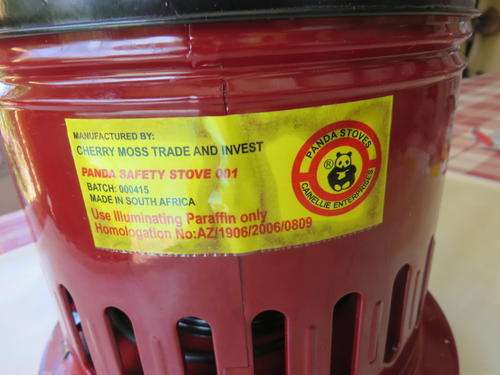 MANUFACTURED BY:
CHERRY MOSS TRADE AND INVEST
PANDA SAFETY STOVE 001
BATCH: 000415
MADE IN SOUTH AFRICA
Use Illuminating Paraffin only
Homologation No:AZ/1906/2006/0809
PANDA STOVES
®
CAINELLIE ENTERPRISES